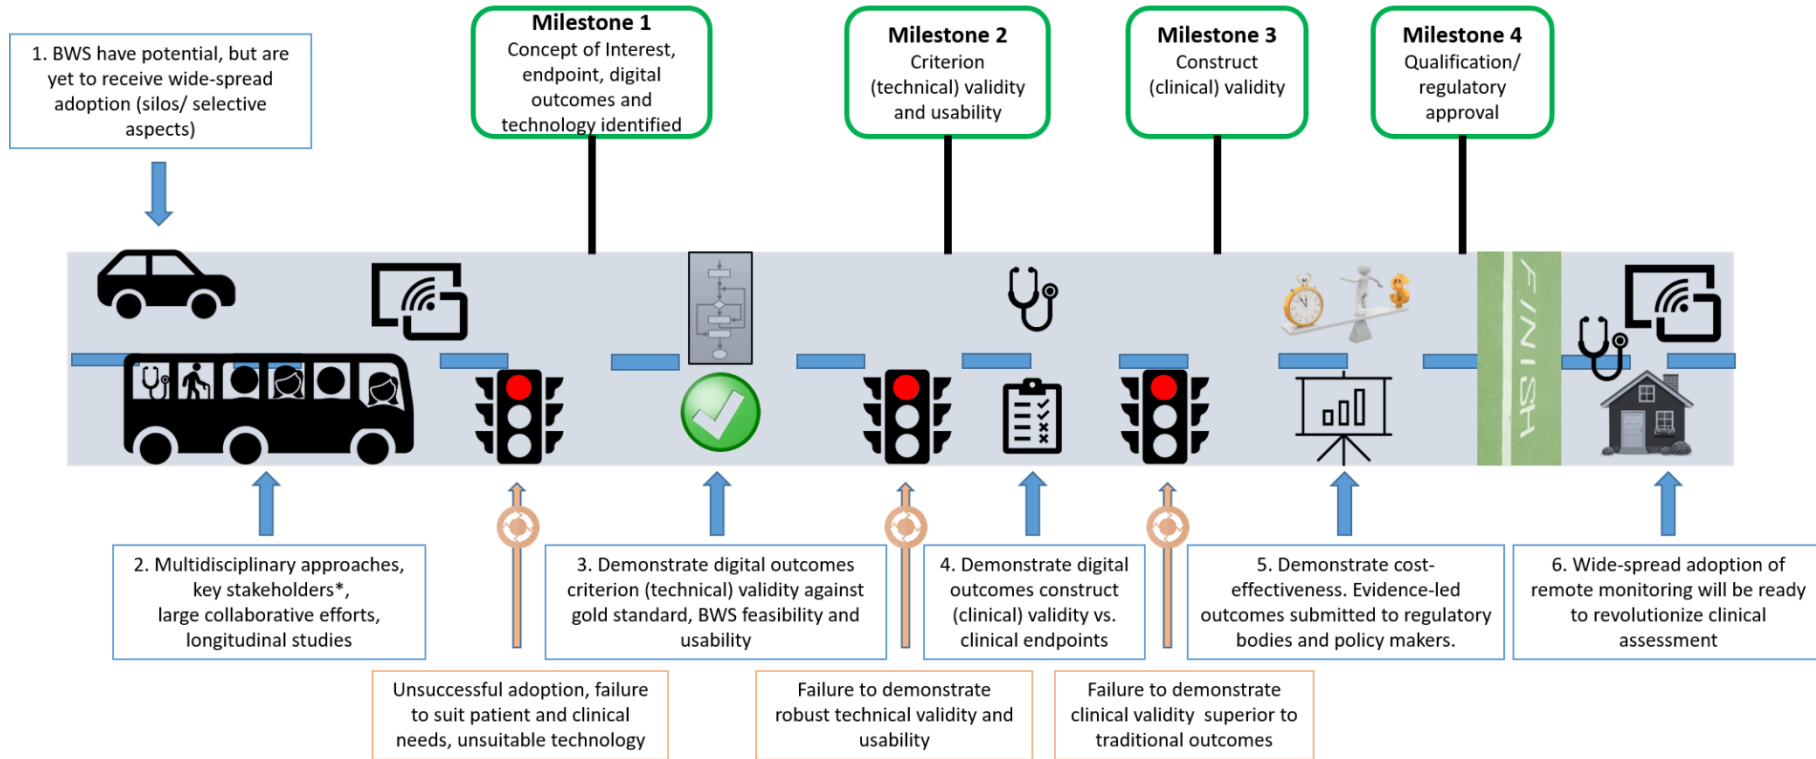 Milestone 1
Concept of Interest,
endpoint, digital
outcomes and
technology identified
Milestone 2
Criterion
(technical) validity
and usability
Milestone 3
Construct
(clinical) validity
Milestone 4
Qualification/
regulatory
approval
1. BWS have potential, but are
yet to receive wide-spread
adoption (silos/ selective
aspects)
FINISH
2. Multidisciplinary approaches,
key stakeholders*,
large collaborative efforts,
longitudinal studies
3. Demonstrate digital outcomes
criterion (technical) validity against
gold standard, BWS feasibility and
usability
4. Demonstrate digital
outcomes construct
(clinical) validity vs.
clinical endpoints
5. Demonstrate cost-
effectiveness. Evidence-led
outcomes submitted to regulatory
bodies and policy makers.
6. Wide-spread adoption of
remote monitoring will be ready
to revolutionize clinical
assessment
Unsuccessful adoption, failure
to suit patient and clinical
needs, unsuitable technology
Failure to demonstrate
robust technical validity and
usability
Failure to demonstrate
clinical validity superior to
traditional outcomes